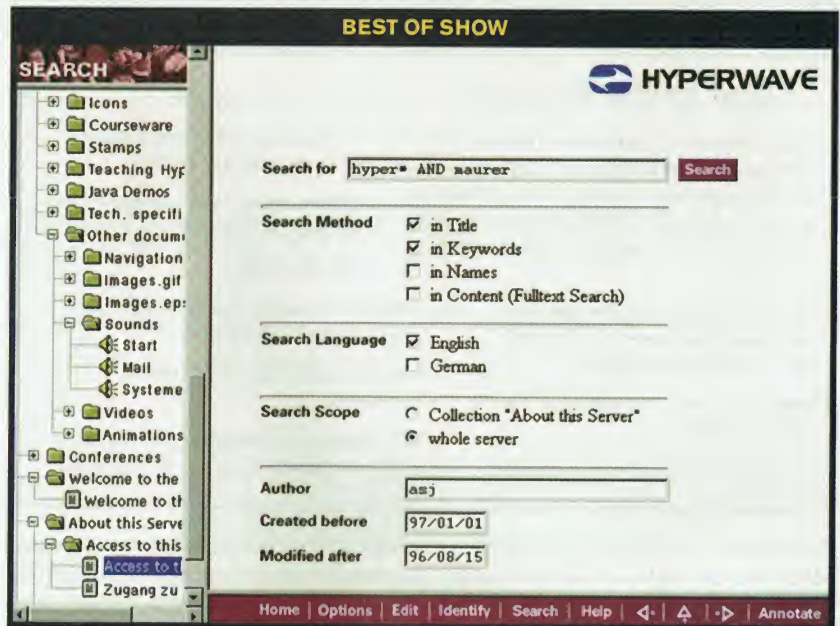 BEST OF SHOW
SEARCH
Icons
Courseware
Stamps
Teaching Hyp
Java Demos
Tech. specifi
Other docum
Navigation
Images.gif
Images.eps
Sounds
Start
Mail
Systeme
Videos
Animations
Conferences
Welcome to the
Welcome to th
About this Serve
Access to this
Access to t
Zugang zu
HYPERWAVE
Search for hyper* AND maurer Search
Search Method in Title
in Keywords
in Names
in Content (Fulltext Search)
Search Language English
German
Search Scope Collection "About this Server"
whole server
Author asj
Created before 97/01/01
Modified after 96/08/15
Home | Options | Edit | Identify | Search | Help | Annotate